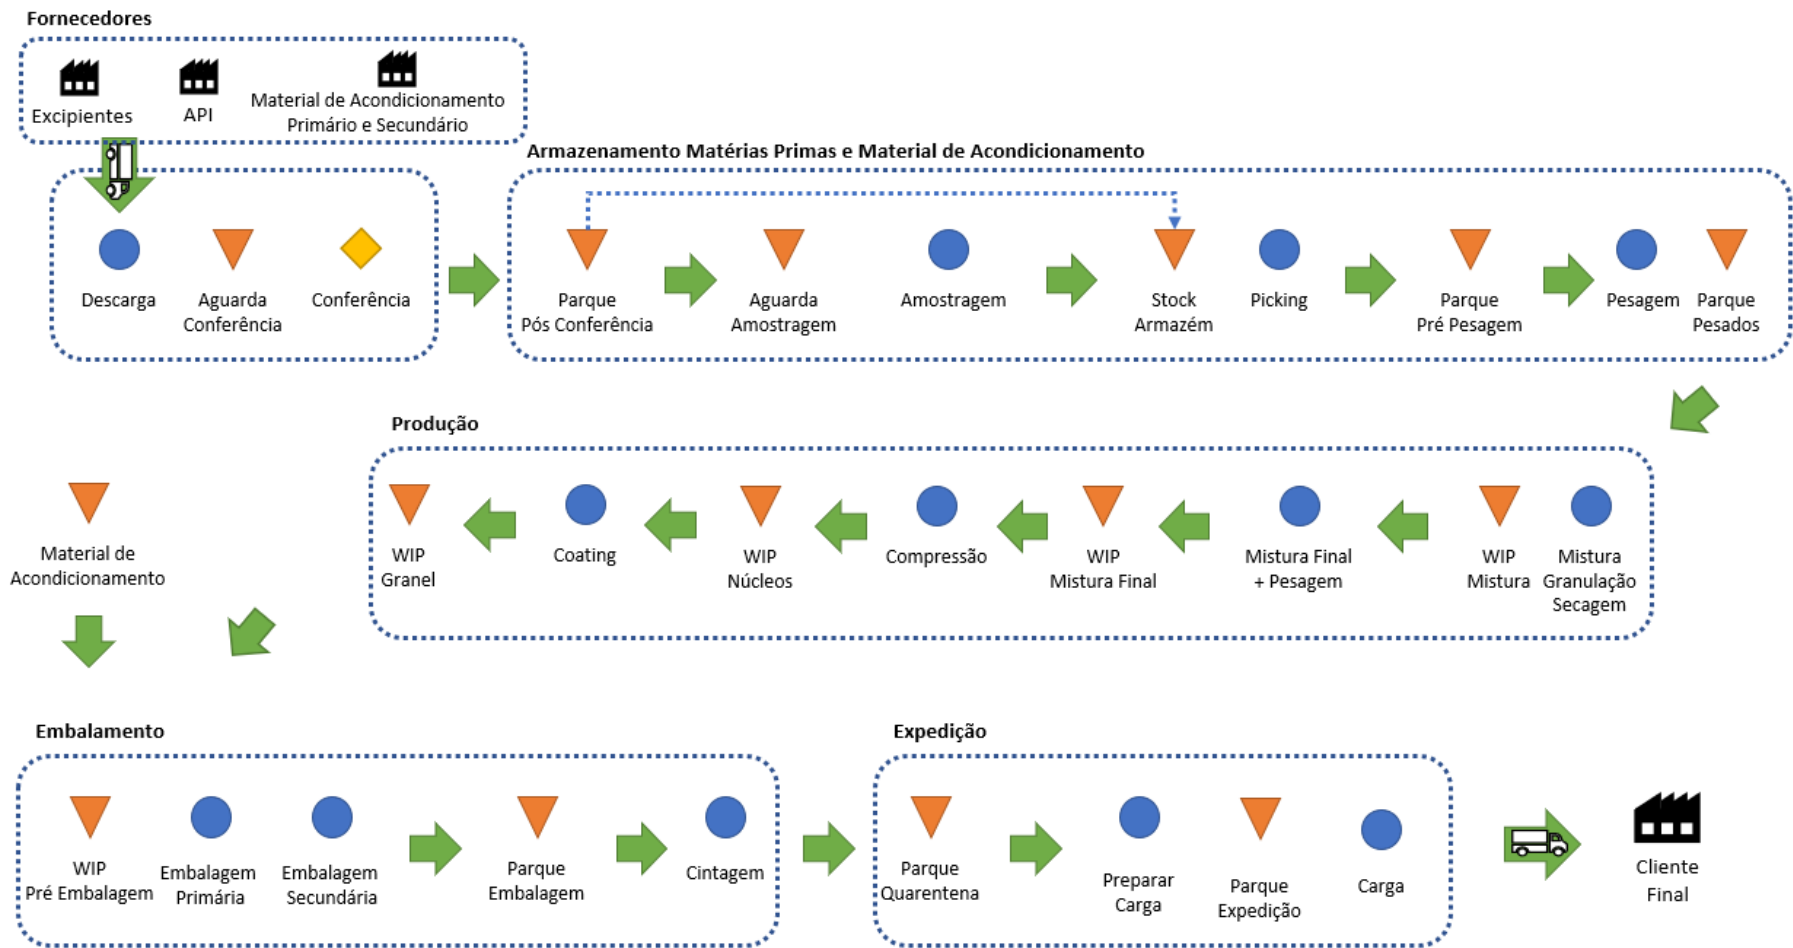 Fornecedores
Excipientes
API
Material de Acondicionamento
Primário e Secundário
Armazenamento Matérias Primas e Material de Acondicionamento
Descarga
Aguarda
Conferência
Conferência
Parque
Pós Conferência
Aguarda
Amostragem
Amostragem
Stock
Armazém
Picking
Parque
Pré Pesagem
Pesagem
Parque
Pesados
Produção
Material de
Acondicionamento
WIP
Granel
Coating
WIP
Núcleos
Compressão
WIP
Mistura Final
Mistura Final
+ Pesagem
WIP
Mistura
Mistura
Granulação
Secagem
Embalamento
WIP
Pré Embalagem
Embalagem
Primária
Embalagem
Secundária
Parque
Embalagem
Cintagem
Expedição
Parque
Quarentena
Preparar
Carga
Parque
Expedição
Carga
Cliente
Final